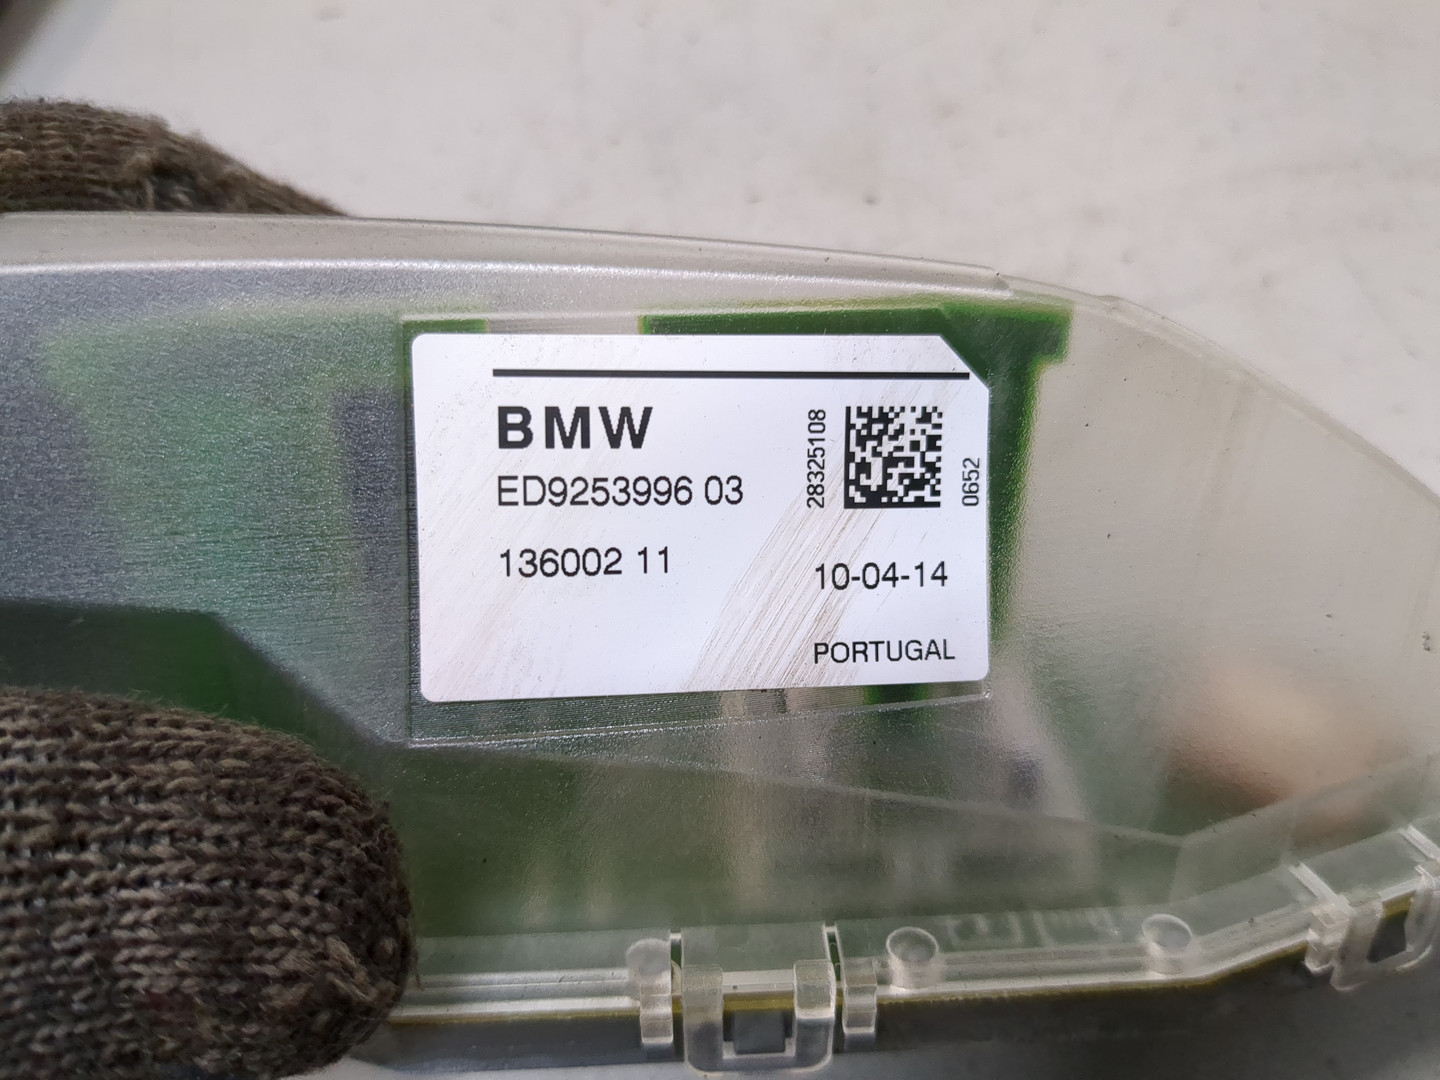 BMW
ED9253996 03
136002 11
28325108
0652
10-04-14
PORTUGAL